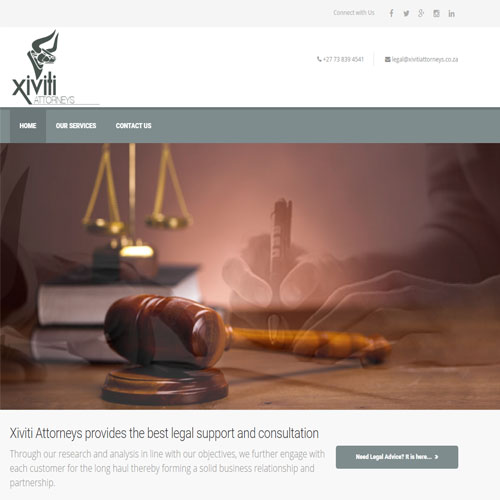 Connect with Us
xiviti
ATTORNEYS
+27 73 839 4541
legal@xivitiattorneys.co.za
HOME
OUR SERVICES
CONTACT US
Xiviti Attorneys provides the best legal support and consultation
Through our research and analysis in line with our objectives, we further engage with
each customer for the long haul thereby forming a solid business relationship and
partnership.
Need Legal Advice? It is here...